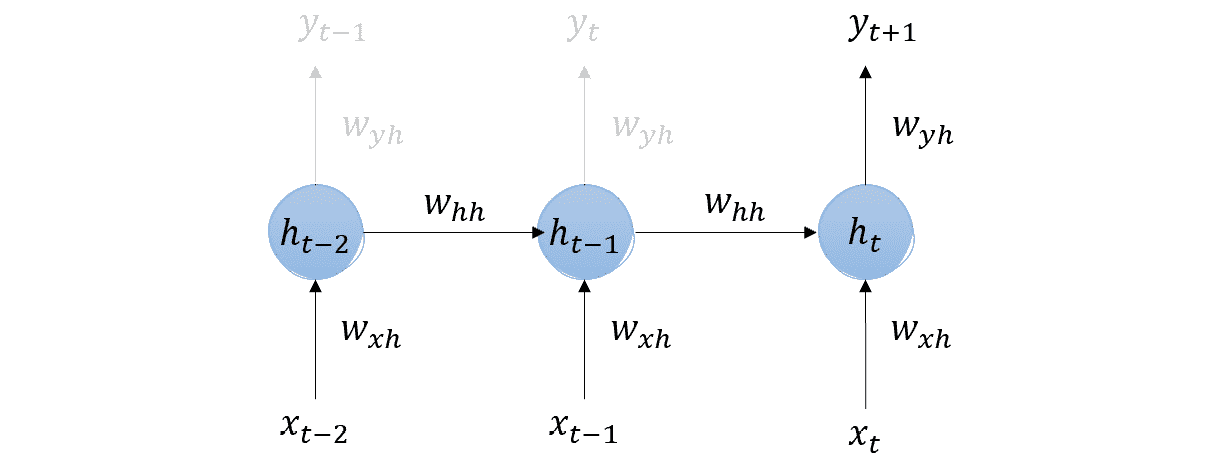 y_{t−1} y_t y_{t+1}
w_{yh} w_{yh} w_{yh}
w_{hh} w_{hh}
h_{t−2} h_{t−1} h_t
w_{xh} w_{xh} w_{xh}
x_{t−2} x_{t−1} x_t